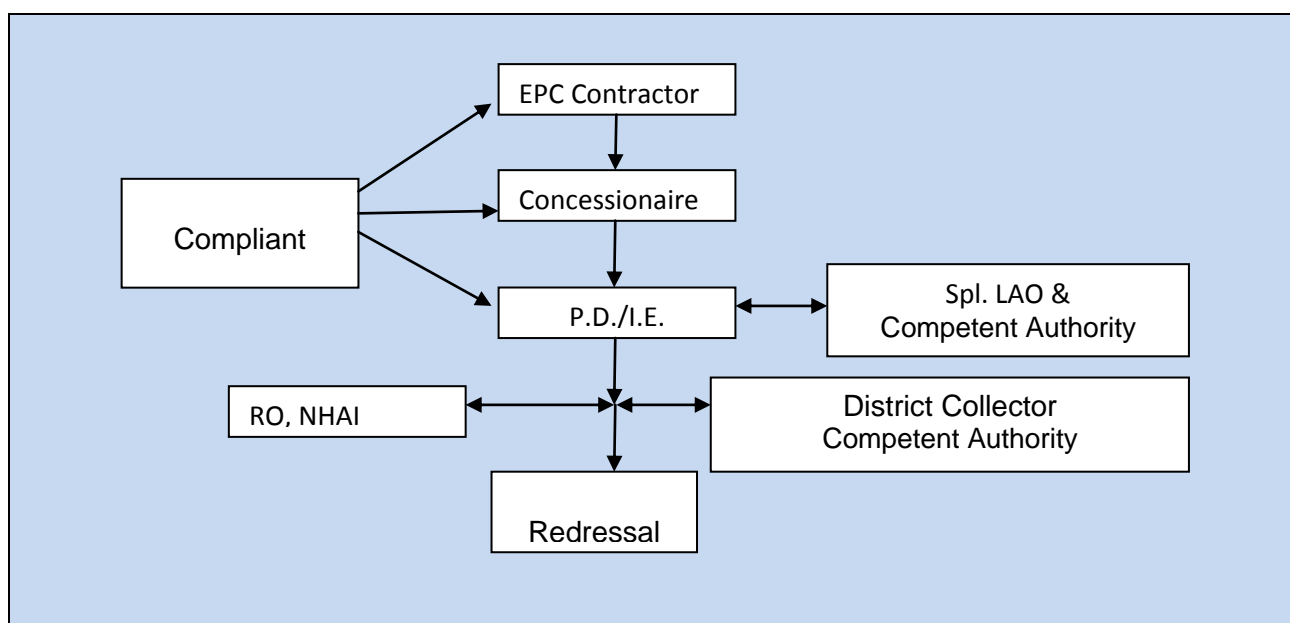 EPC Contractor
Concessionaire
Compliant
P.D./I.E.
Spl. LAO &
Competent Authority
RO, NHAI
District Collector
Competent Authority
Redressal